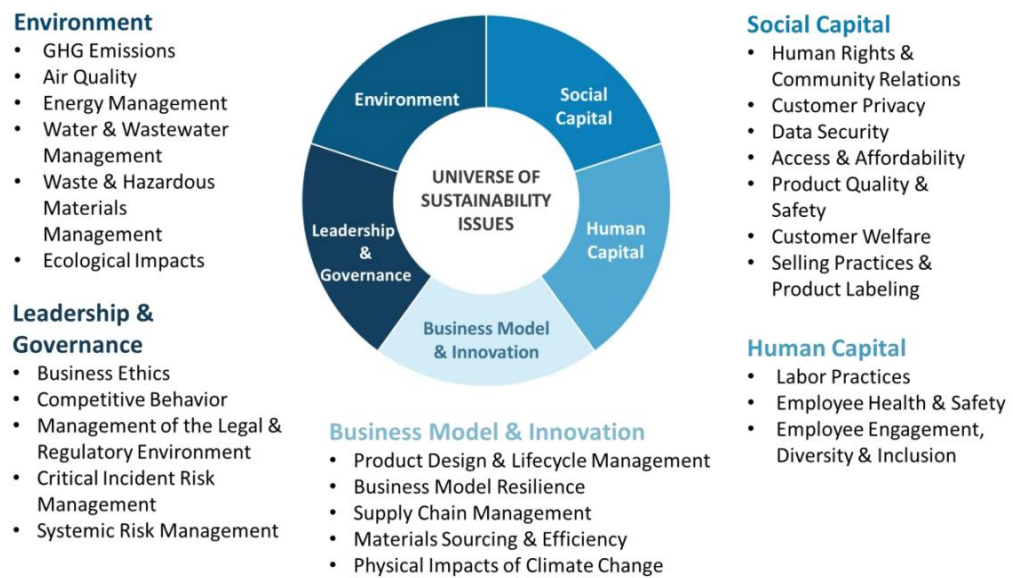 Environment
• GHG Emissions
• Air Quality
• Energy Management
• Water & Wastewater
Management
• Waste & Hazardous
Materials
Management
• Ecological Impacts
Leadership &
Governance
• Business Ethics
• Competitive Behavior
• Management of the Legal &
Regulatory Environment
• Critical Incident Risk
Management
• Systemic Risk Management
Environment
Social
Capital
UNIVERSE OF
SUSTAINABILITY
ISSUES
Leadership
&
Governance
Human
Capital
Business Model
& Innovation
Business Model & Innovation
• Product Design & Lifecycle Management
• Business Model Resilience
• Supply Chain Management
• Materials Sourcing & Efficiency
• Physical Impacts of Climate Change
Social Capital
• Human Rights &
Community Relations
• Customer Privacy
• Data Security
• Access & Affordability
• Product Quality &
Safety
• Customer Welfare
• Selling Practices &
Product Labeling
Human Capital
• Labor Practices
• Employee Health & Safety
• Employee Engagement,
Diversity & Inclusion